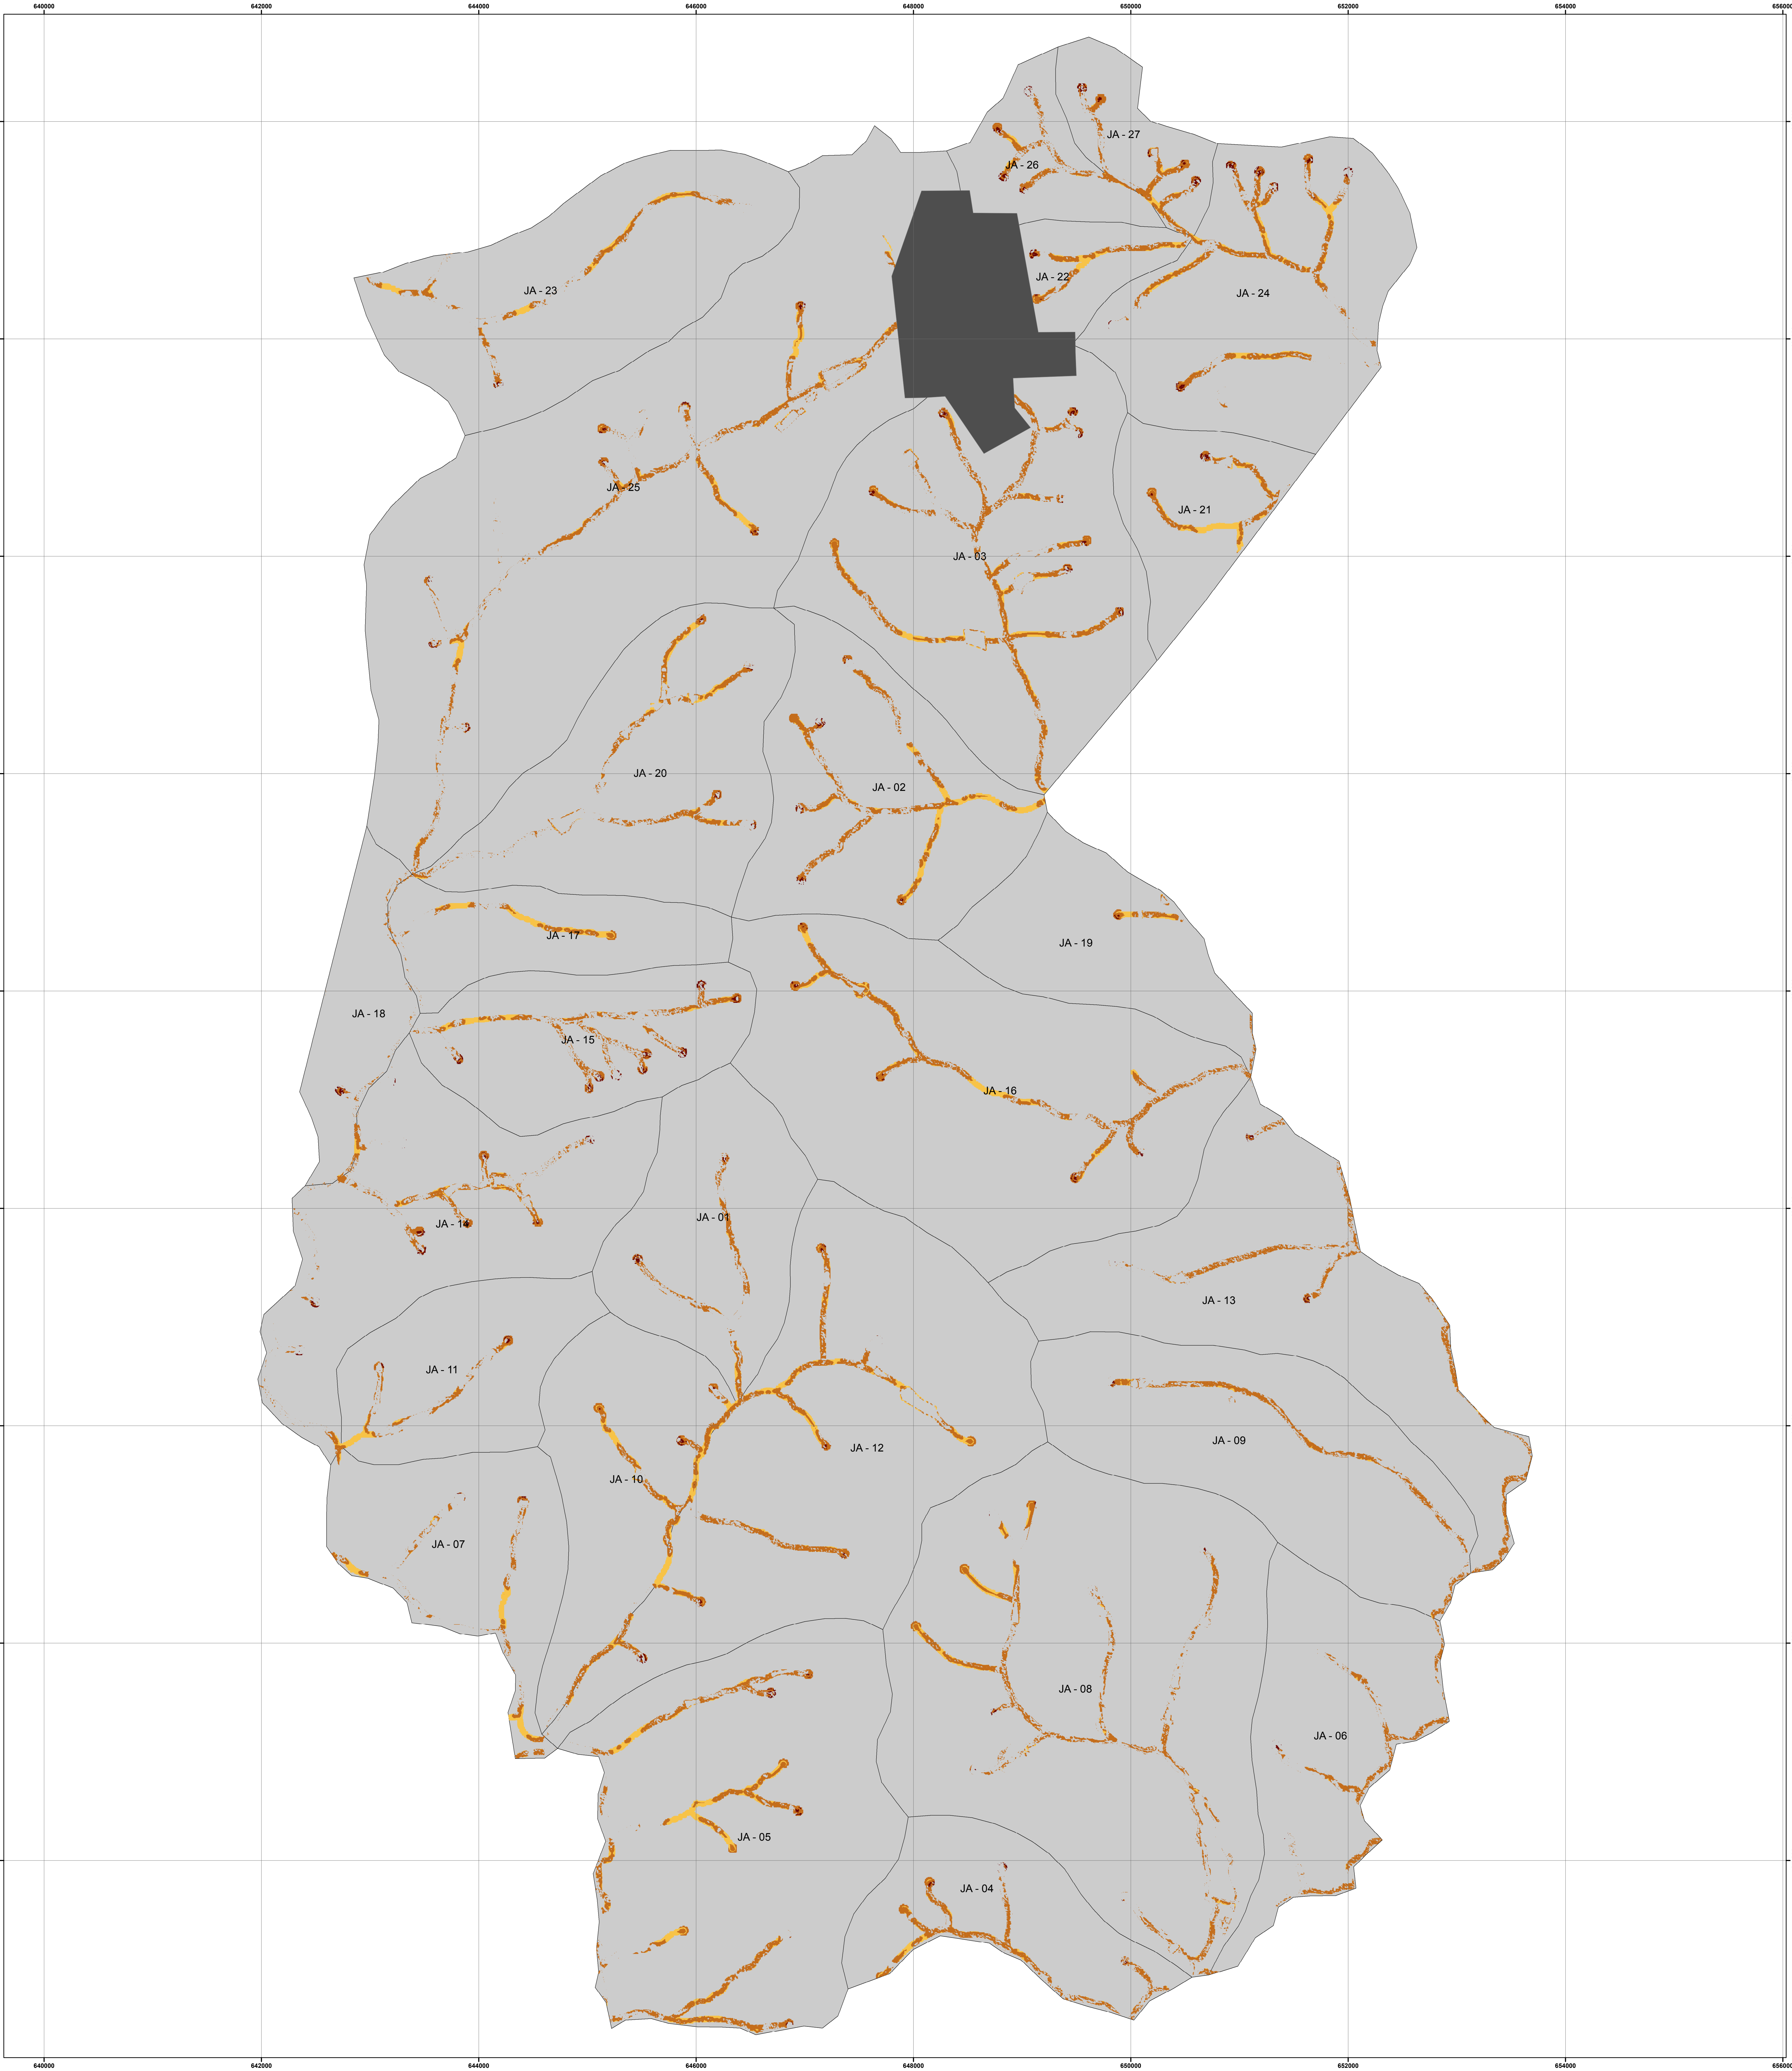 640000 642000 644000 646000 648000 650000 652000 654000 656000
JA - 27
JA - 26
JA - 22
JA - 23
JA - 24
JA - 25
JA - 21
JA - 03
JA - 20
JA - 02
JA - 17
JA - 19
JA - 18
JA - 15
JA - 16
JA - 01
JA - 14
JA - 13
JA - 11
JA - 09
JA - 12
JA - 10
JA - 07
JA - 08
JA - 06
JA - 05
JA - 04
640000 642000 644000 646000 648000 650000 652000 654000 656000